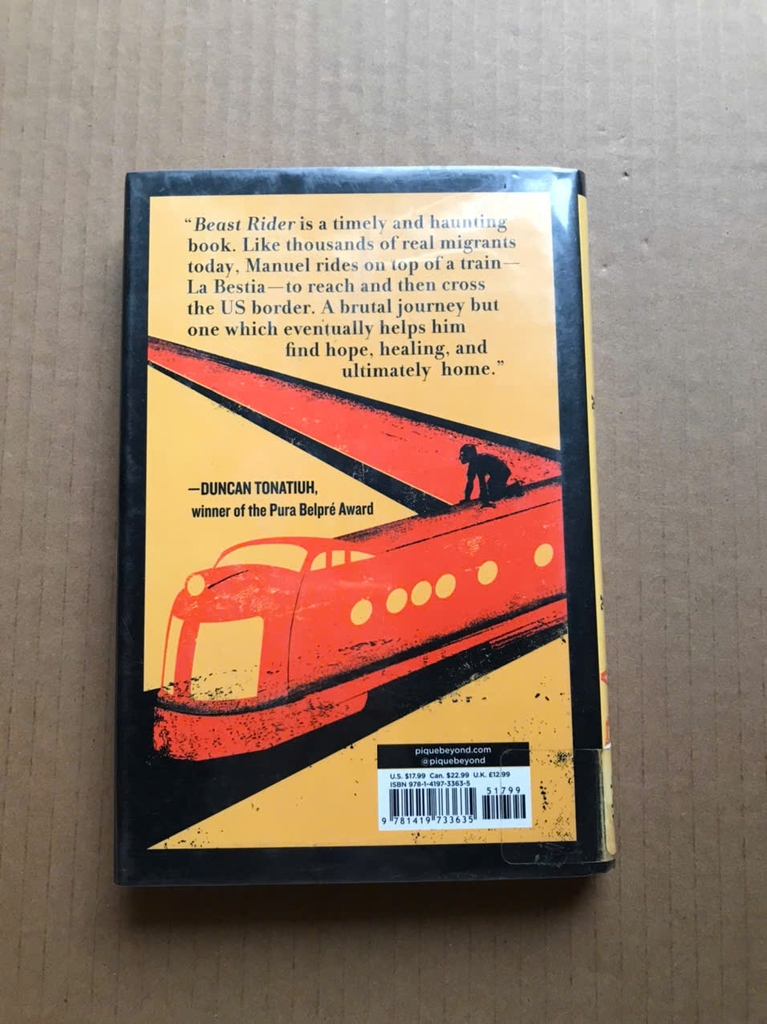 “Beast Rider is a timely and haunting
book. Like thousands of real migrants
today, Manuel rides on top of a train—
La Bestia—to reach and then cross
the US border. A brutal journey but
one which eventually helps him
find hope, healing, and
ultimately home.”
—DUNCAN TONATIUH,
winner of the Pura Belpré Award
piquebeyond.com
@piquebeyond
U.S. $17.99 Can. $22.99 U.K. £12.99
ISBN 978-1-4197-3363-5
51799
9 781419 733635